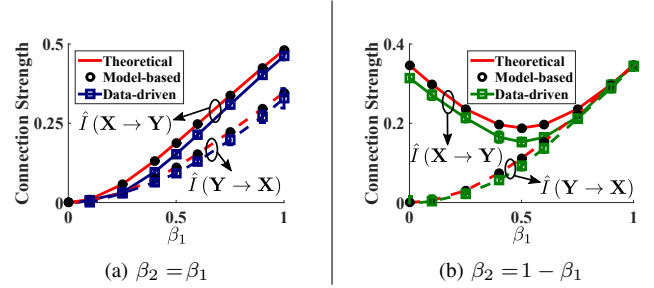 Connection Strength
0.5
0.25
0
Theoretical
Model-based
Data-driven
Î (X → Y)
Î (Y → X)
0
0.5
1
β₁
(a) β₂ = β₁
Connection Strength
0.4
0.2
0
Theoretical
Model-based
Data-driven
Î (X → Y)
Î (Y → X)
0
0.5
1
β₁
(b) β₂ = 1 − β₁